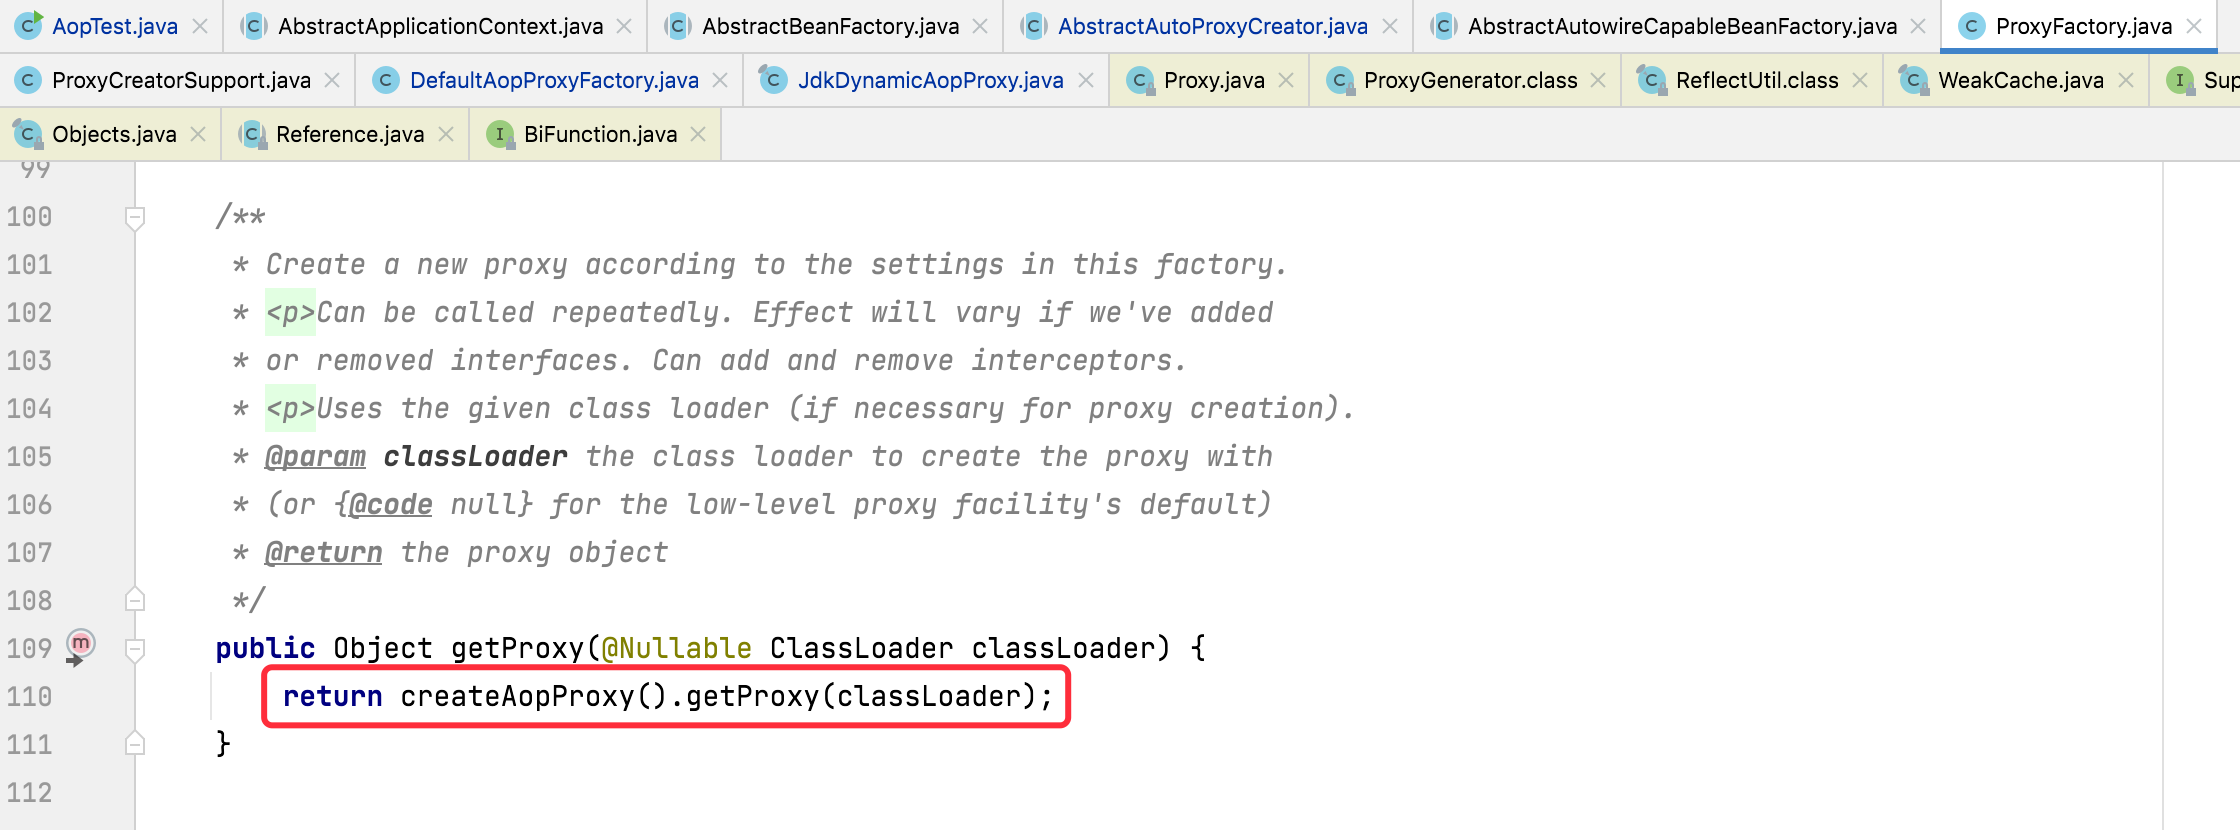 AopTest.java AbstractApplicationContext.java AbstractBeanFactory.java AbstractAutoProxyCreator.java AbstractAutowireCapableBeanFactory.java ProxyFactory.java
ProxyCreatorSupport.java DefaultAopProxyFactory.java JdkDynamicAopProxy.java Proxy.java ProxyGenerator.class ReflectUtil.class WeakCache.java Sup
Objects.java Reference.java BiFunction.java
99
100 /**
101 * Create a new proxy according to the settings in this factory.
102 * <p>Can be called repeatedly. Effect will vary if we've added
103 * or removed interfaces. Can add and remove interceptors.
104 * <p>Uses the given class loader (if necessary for proxy creation).
105 * @param classLoader the class loader to create the proxy with
106 * (or {@code null} for the low-level proxy facility's default)
107 * @return the proxy object
108 */
109 public Object getProxy(@Nullable ClassLoader classLoader) {
110 return createAopProxy().getProxy(classLoader);
111 }
112